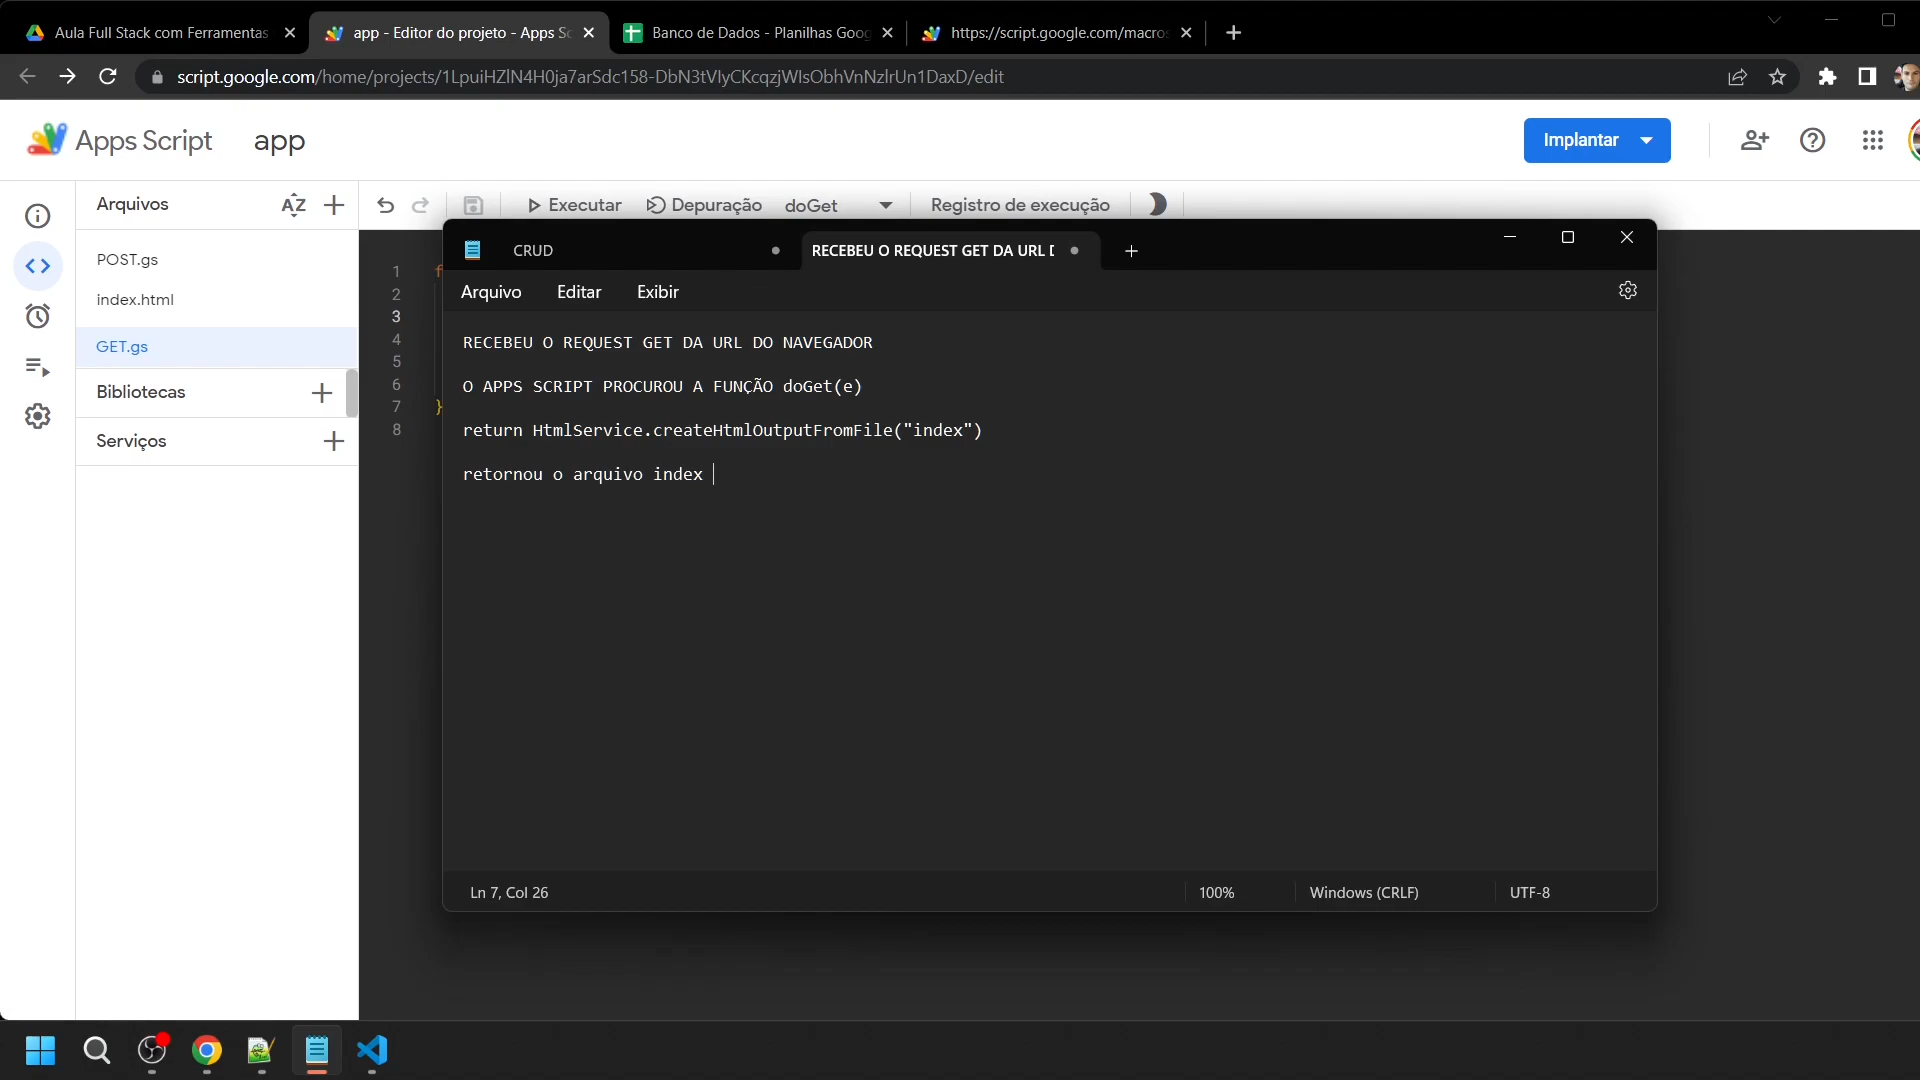 Aula Full Stack com Ferramentas
app - Editor do projeto - Apps Sc
Banco de Dados - Planilhas Goog
https://script.google.com/macros
script.google.com/home/projects/1LpuiHZlN4H0ja7arSdc158-DbN3tVIyCKcqzjWIsObhVnNzlrUn1DaxD/edit
Apps Script
app
Implantar
Arquivos
AZ
Executar
Depuração
doGet
Registro de execução
POST.gs
index.html
GET.gs
Bibliotecas
Serviços
1
2
3
4
5
6
7 }
8
CRUD
RECEBEU O REQUEST GET DA URL D
Arquivo Editar Exibir
RECEBEU O REQUEST GET DA URL DO NAVEGADOR
O APPS SCRIPT PROCUROU A FUNÇÃO doGet(e)
return HtmlService.createHtmlOutputFromFile("index")
retornou o arquivo index
Ln 7, Col 26
100%
Windows (CRLF)
UTF-8